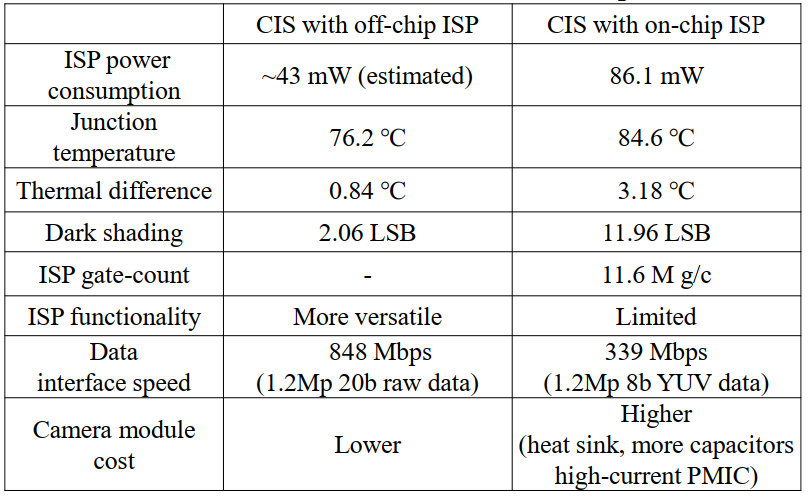 CIS with off-chip ISP CIS with on-chip ISP
ISP power
consumption
~43 mW (estimated) 86.1 mW
Junction
temperature
76.2 ℃ 84.6 ℃
Thermal difference 0.84 ℃ 3.18 ℃
Dark shading 2.06 LSB 11.96 LSB
ISP gate-count - 11.6 M g/c
ISP functionality More versatile Limited
Data
interface speed
848 Mbps
(1.2Mp 20b raw data)
339 Mbps
(1.2Mp 8b YUV data)
Camera module
cost
Lower
Higher
(heat sink, more capacitors
high-current PMIC)